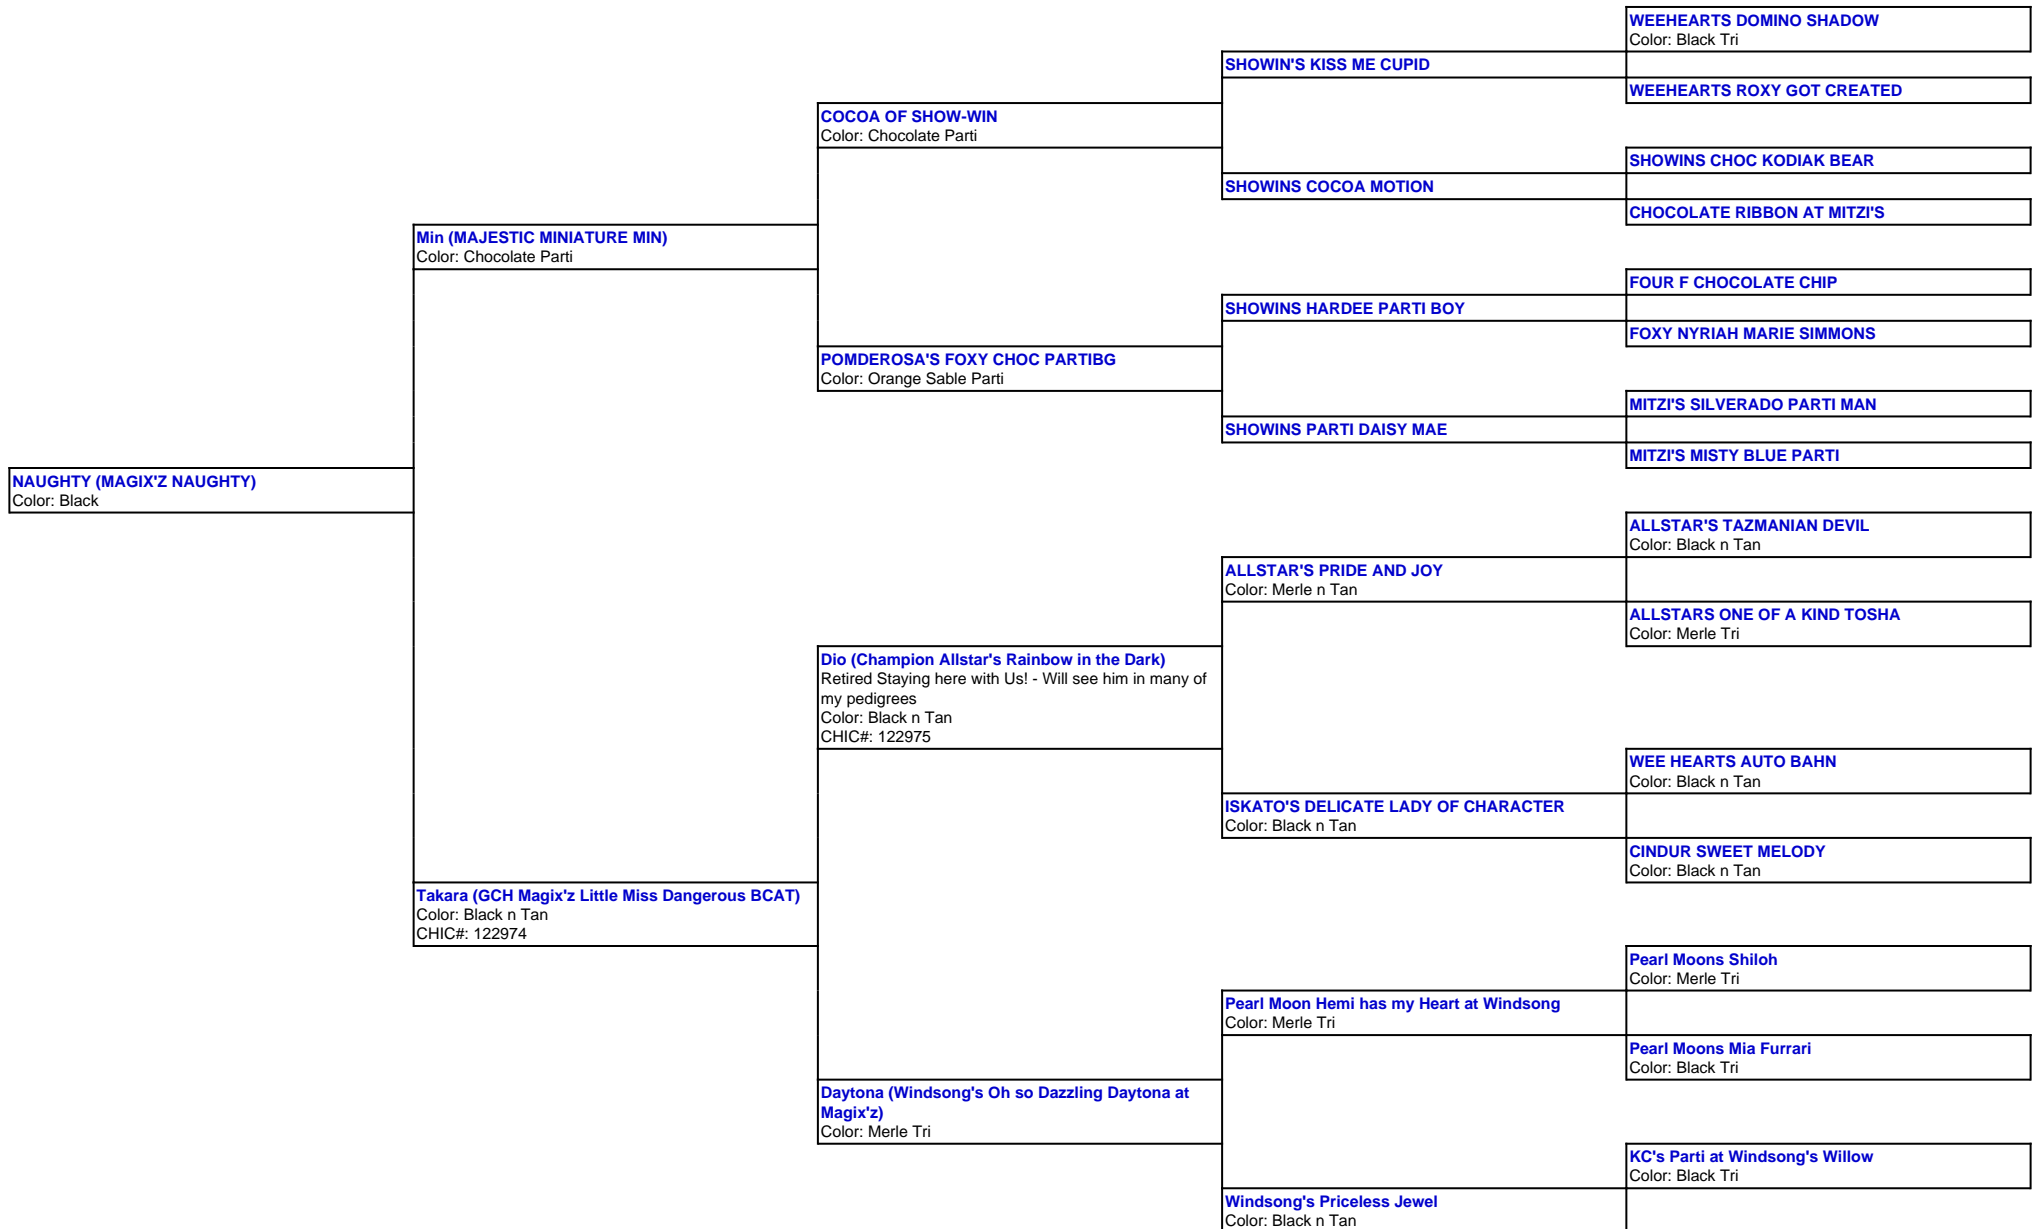 WEEHEARTS DOMINO SHADOW
Color: Black Tri
SHOWIN'S KISS ME CUPID
WEEHEARTS ROXY GOT CREATED
COCOA OF SHOW-WIN
Color: Chocolate Parti
SHOWINS CHOC KODIAK BEAR
SHOWINS COCOA MOTION
CHOCOLATE RIBBON AT MITZI'S
Min (MAJESTIC MINIATURE MIN)
Color: Chocolate Parti
FOUR F CHOCOLATE CHIP
SHOWINS HARDEE PARTI BOY
FOXY NYRIAH MARIE SIMMONS
POMDEROSA'S FOXY CHOC PARTIBG
Color: Orange Sable Parti
MITZI'S SILVERADO PARTI MAN
SHOWINS PARTI DAISY MAE
MITZI'S MISTY BLUE PARTI
NAUGHTY (MAGIX'Z NAUGHTY)
Color: Black
ALLSTAR'S TAZMANIAN DEVIL
Color: Black n Tan
ALLSTAR'S PRIDE AND JOY
Color: Merle n Tan
ALLSTARS ONE OF A KIND TOSHA
Color: Merle Tri
Dio (Champion Allstar's Rainbow in the Dark)
Retired Staying here with Us! - Will see him in many of
my pedigrees
Color: Black n Tan
CHIC#: 122975
WEE HEARTS AUTO BAHN
Color: Black n Tan
ISKATO'S DELICATE LADY OF CHARACTER
Color: Black n Tan
CINDUR SWEET MELODY
Color: Black n Tan
Takara (GCH Magix'z Little Miss Dangerous BCAT)
Color: Black n Tan
CHIC#: 122974
Pearl Moons Shiloh
Color: Merle Tri
Pearl Moon Hemi has my Heart at Windsong
Color: Merle Tri
Pearl Moons Mia Furrari
Color: Black Tri
Daytona (Windsong's Oh so Dazzling Daytona at
Magix'z)
Color: Merle Tri
KC's Parti at Windsong's Willow
Color: Black Tri
Windsong's Priceless Jewel
Color: Black n Tan